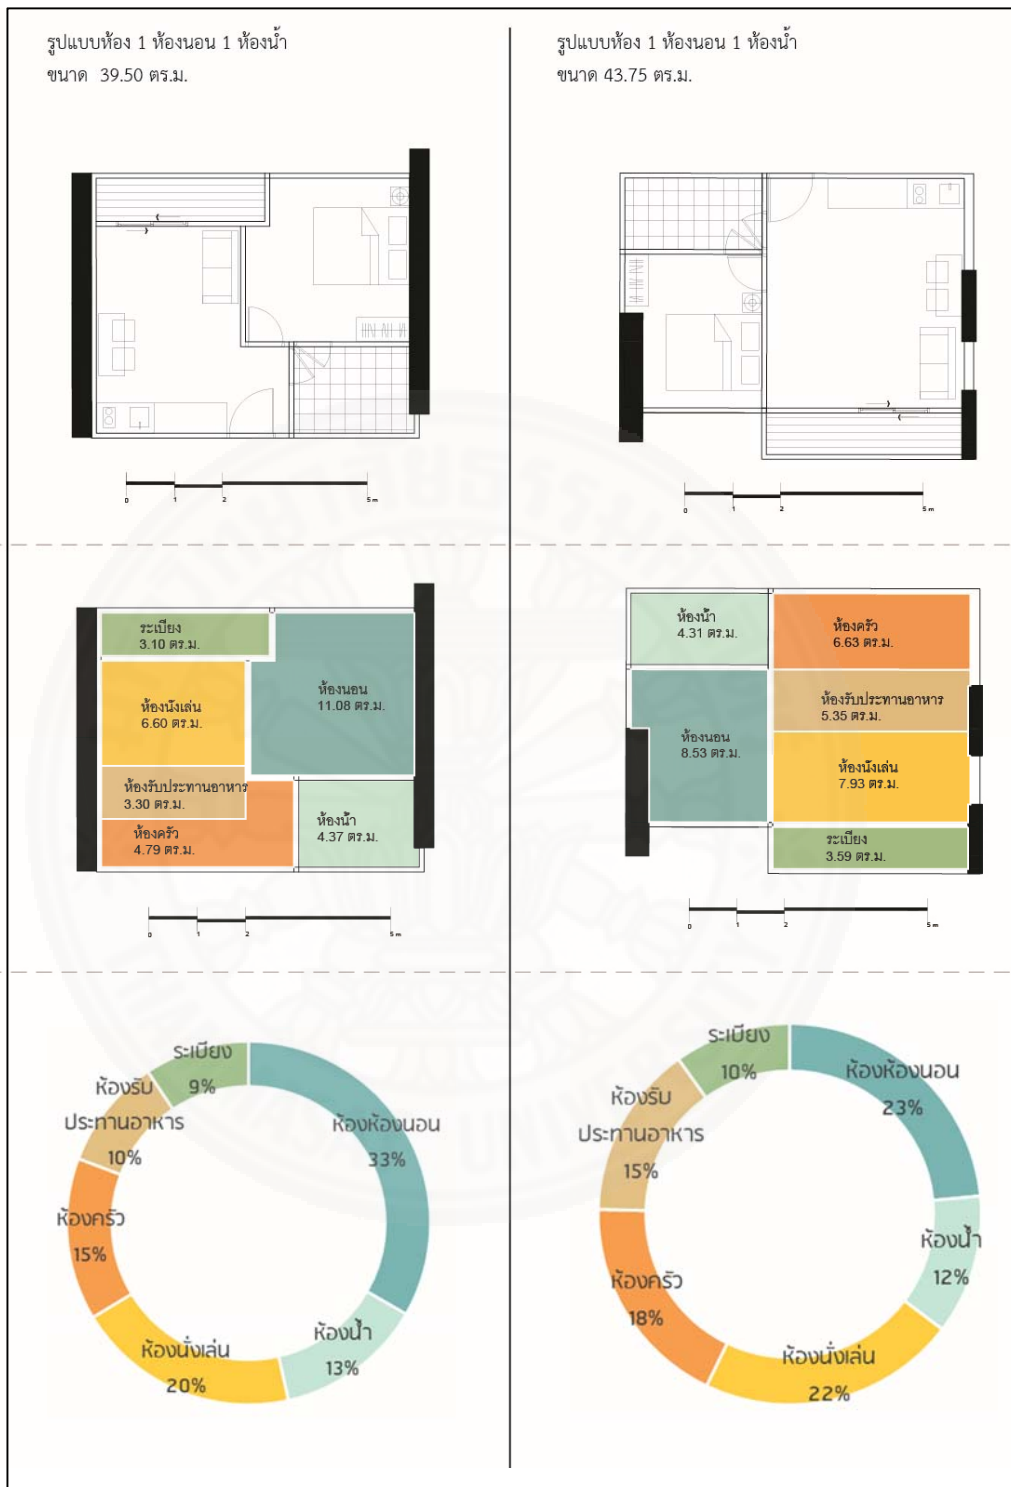 รูปแบบห้อง 1 ห้องนอน 1 ห้องน้ำ
ขนาด 39.50 ตร.ม.
0 1 2 5 m
ระเบียง
3.10 ตร.ม.
ห้องนอน
11.08 ตร.ม.
ห้องนั่งเล่น
6.60 ตร.ม.
ห้องรับประทานอาหาร
3.30 ตร.ม.
ห้องครัว
4.79 ตร.ม.
ห้องน้ำ
4.37 ตร.ม.
0 1 2 5 m
ระเบียง
9%
ห้องรับ
ประทานอาหาร
10%
ห้องห้องนอน
33%
ห้องครัว
15%
ห้องน้ำ
13%
ห้องนั่งเล่น
20%
รูปแบบห้อง 1 ห้องนอน 1 ห้องน้ำ
ขนาด 43.75 ตร.ม.
0 1 2 5 m
ห้องน้ำ
4.31 ตร.ม.
ห้องครัว
6.63 ตร.ม.
ห้องรับประทานอาหาร
5.35 ตร.ม.
ห้องนอน
8.53 ตร.ม.
ห้องนั่งเล่น
7.93 ตร.ม.
ระเบียง
3.59 ตร.ม.
0 1 2 5 m
ระเบียง
10%
ห้องห้องนอน
23%
ห้องรับ
ประทานอาหาร
15%
ห้องน้ำ
12%
ห้องครัว
18%
ห้องนั่งเล่น
22%